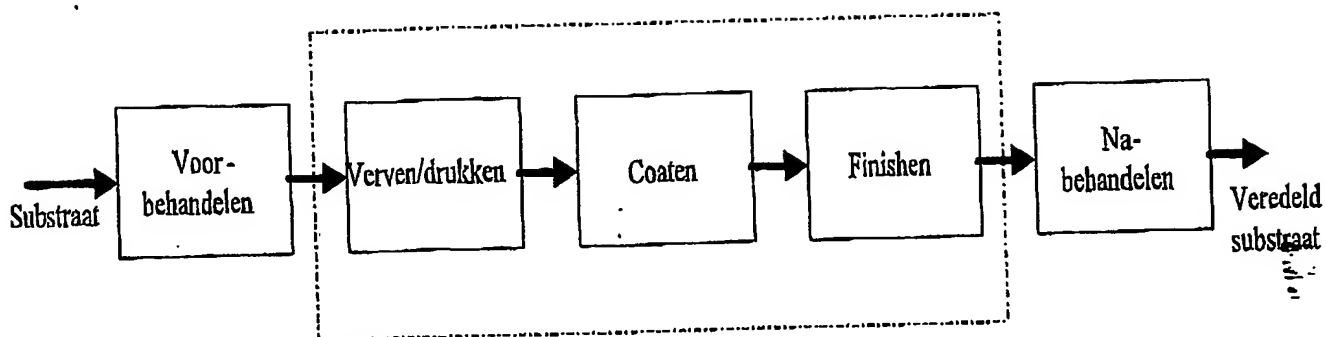 Substraat
Voor-
behandelen
Verven/drukken
Coaten
Finishen
Na-
behandelen
Veredeld
substraat